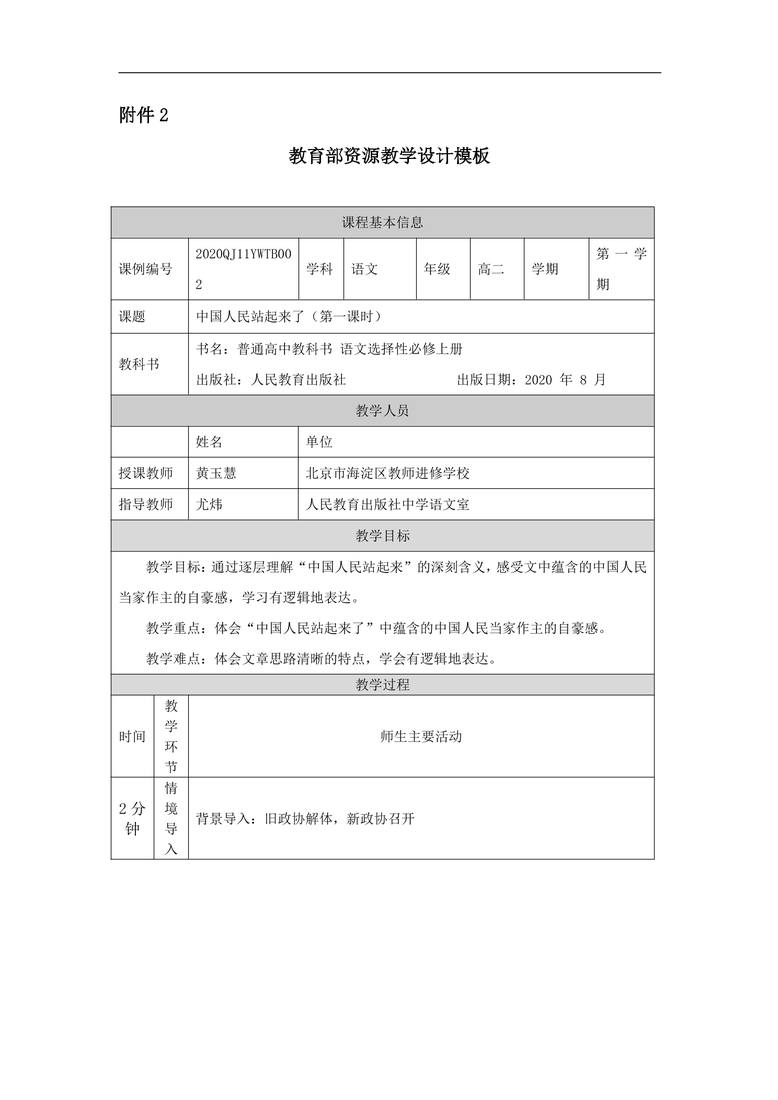 附件 2
教育部资源教学设计模板
课程基本信息
课例编号 2020QJ11YWTB002 学科 语文 年级 高二 学期 第一学期
课题 中国人民站起来了（第一课时）
教科书 书名：普通高中教科书 语文选择性必修上册
出版社：人民教育出版社 出版日期：2020 年 8 月
教学人员
姓名 单位
授课教师 黄玉慧 北京市海淀区教师进修学校
指导教师 尤炜 人民教育出版社中学语文室
教学目标
教学目标：通过逐层理解“中国人民站起来”的深刻含义，感受文中蕴含的中国人民
当家作主的自豪感，学习有逻辑地表达。
教学重点：体会“中国人民站起来了”中蕴含的中国人民当家作主的自豪感。
教学难点：体会文章思路清晰的特点，学会有逻辑地表达。
教学过程
时间 教学环节 师生主要活动
2 分钟 情境导入 背景导入：旧政协解体，新政协召开